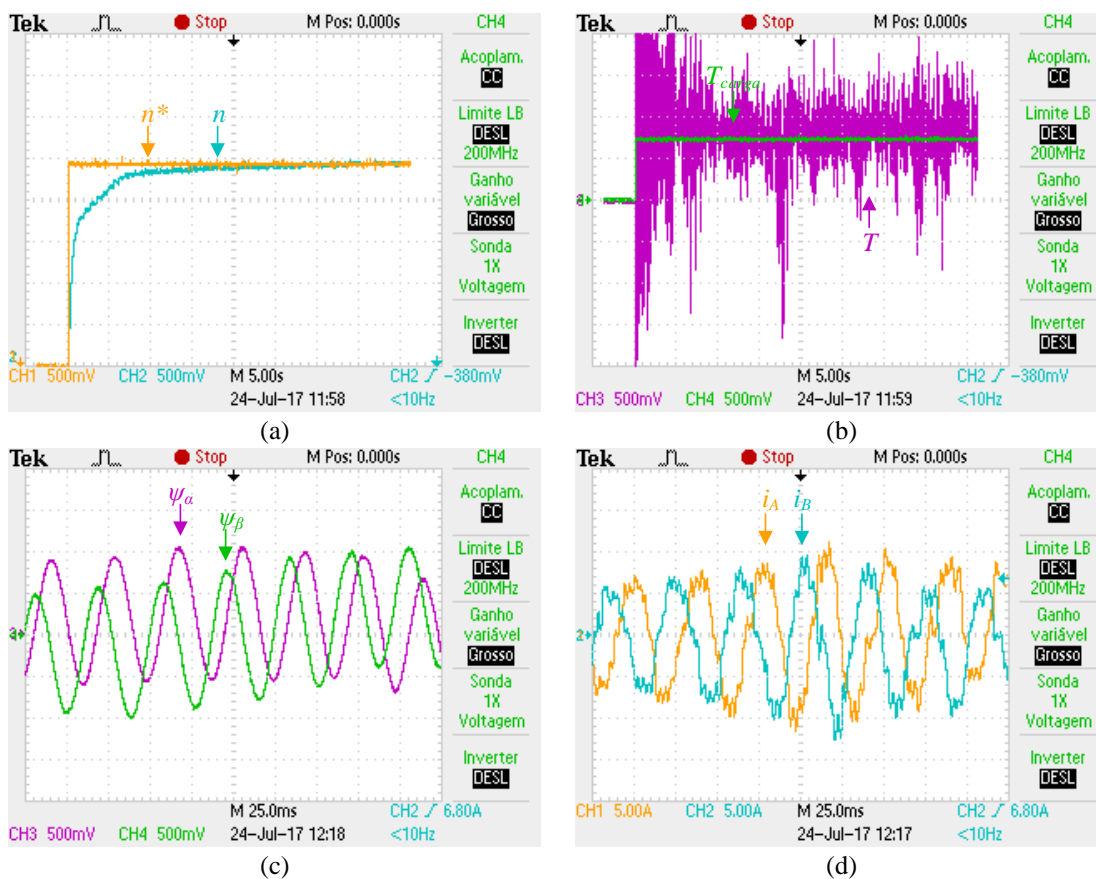 Tek Stop M Pos: 0.000s CH4
Acoplam.
CC
Limite LB
DESL
200MHz
Ganho
variável
Grosso
Sonda
1X
Voltagem
Inverter
DESL
n* n
2
CH1 500mV CH2 500mV M 5.00s CH2 -380mV
24-Jul-17 11:58 <10Hz
(a)
Tek Stop M Pos: 0.000s CH4
Acoplam.
CC
Limite LB
DESL
200MHz
Ganho
variável
Grosso
Sonda
1X
Voltagem
Inverter
DESL
Tcarga
T
CH3 500mV CH4 500mV M 5.00s CH2 -380mV
24-Jul-17 11:59 <10Hz
(b)
Tek Stop M Pos: 0.000s CH4
Acoplam.
CC
Limite LB
DESL
200MHz
Ganho
variável
Grosso
Sonda
1X
Voltagem
Inverter
DESL
ψα
ψβ
CH3 500mV CH4 500mV M 25.0ms CH2 6.80A
24-Jul-17 12:18 <10Hz
(c)
Tek Stop M Pos: 0.000s CH4
Acoplam.
CC
Limite LB
DESL
200MHz
Ganho
variável
Grosso
Sonda
1X
Voltagem
Inverter
DESL
iA iB
2
CH1 5.00A CH2 5.00A M 25.0ms CH2 6.80A
24-Jul-17 12:17 <10Hz
(d)